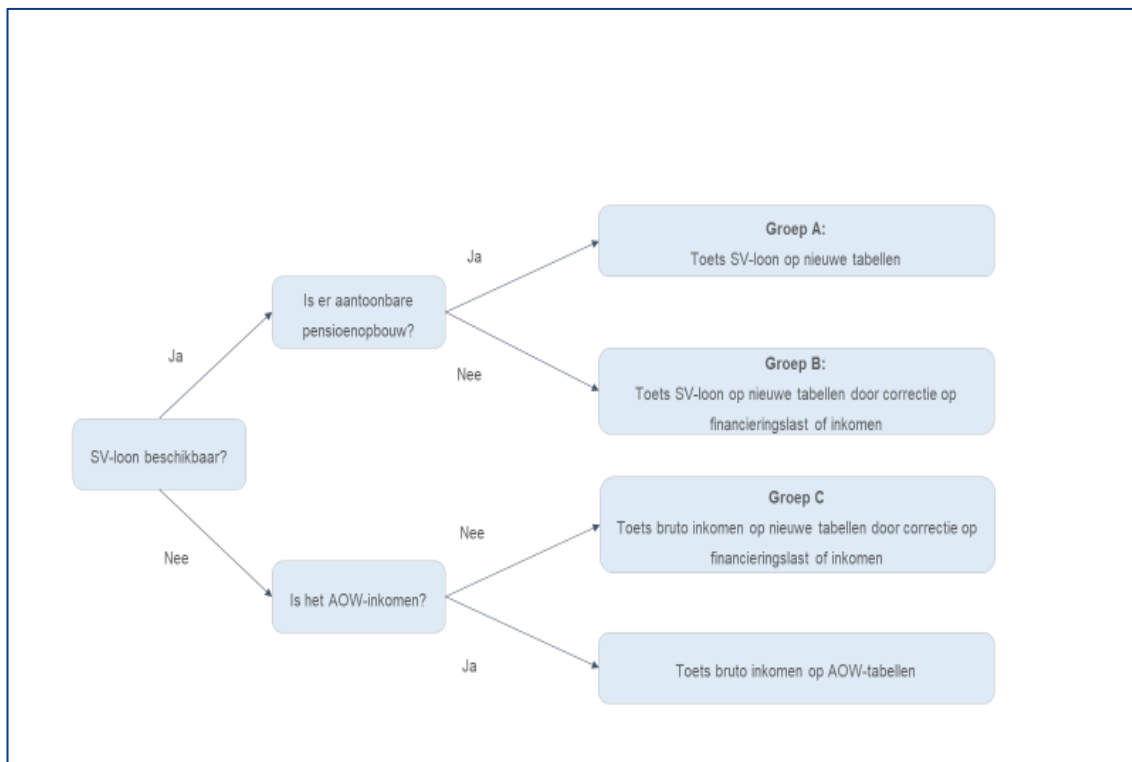 Groep A:
Toets SV-loon op nieuwe tabellen
Ja
Is er aantoonbare
pensioenopbouw?
Ja
Nee
Groep B:
Toets SV-loon op nieuwe tabellen door correctie op
financieringslast of inkomen
SV-loon beschikbaar?
Groep C
Toets bruto inkomen op nieuwe tabellen door correctie op
financieringslast of inkomen
Nee
Nee
Is het AOW-inkomen?
Ja
Toets bruto inkomen op AOW-tabellen